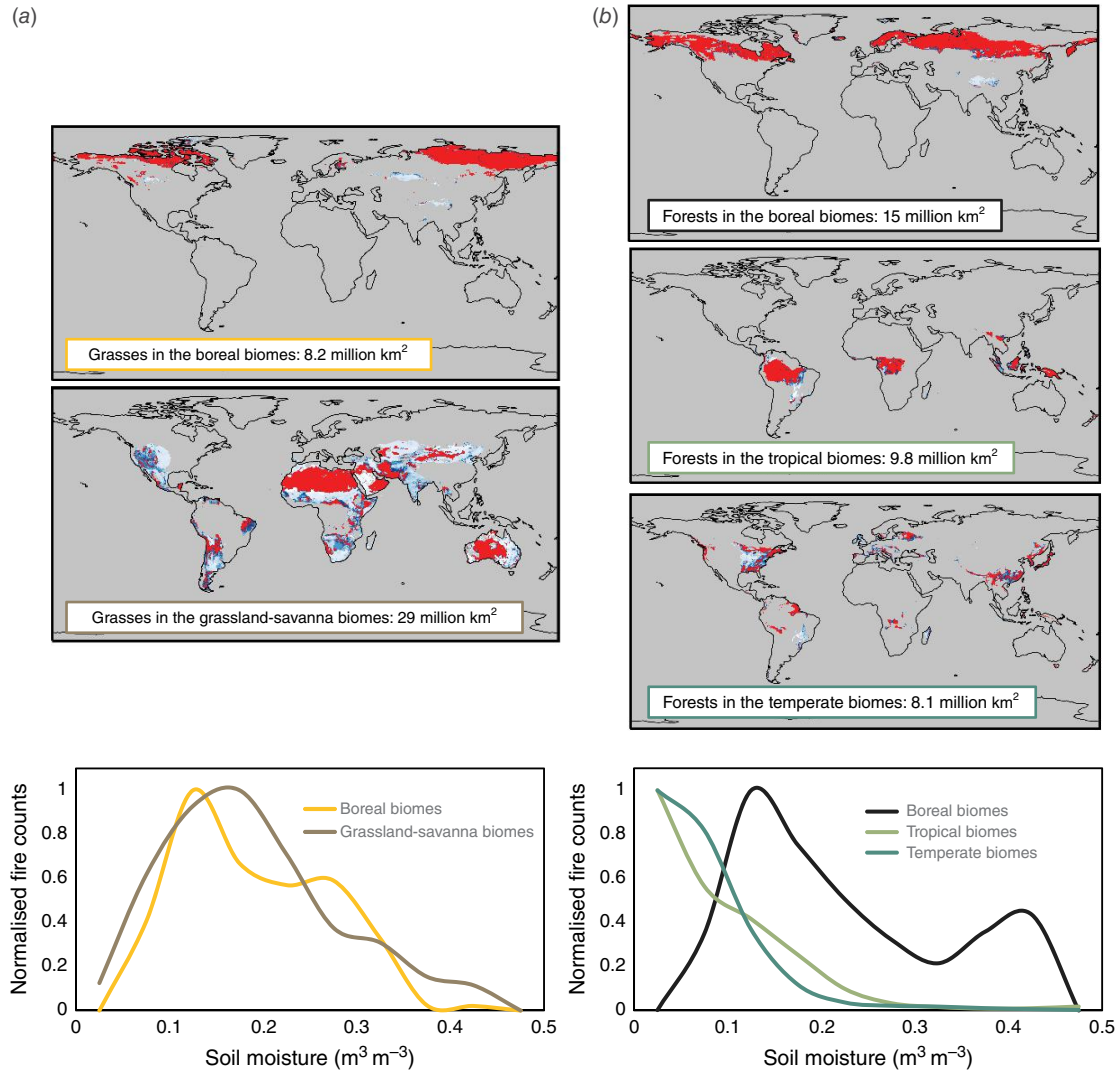 (a)
Grasses in the boreal biomes: 8.2 million km²
Grasses in the grassland-savanna biomes: 29 million km²
1
0.8
0.6
0.4
0.2
0
Normalised fire counts
Boreal biomes
Grassland-savanna biomes
0
0.1
0.2
0.3
0.4
0.5
Soil moisture (m³ m⁻³)
(b)
Forests in the boreal biomes: 15 million km²
Forests in the tropical biomes: 9.8 million km²
Forests in the temperate biomes: 8.1 million km²
1
0.8
0.6
0.4
0.2
0
Normalised fire counts
Boreal biomes
Tropical biomes
Temperate biomes
0
0.1
0.2
0.3
0.4
0.5
Soil moisture (m³ m⁻³)